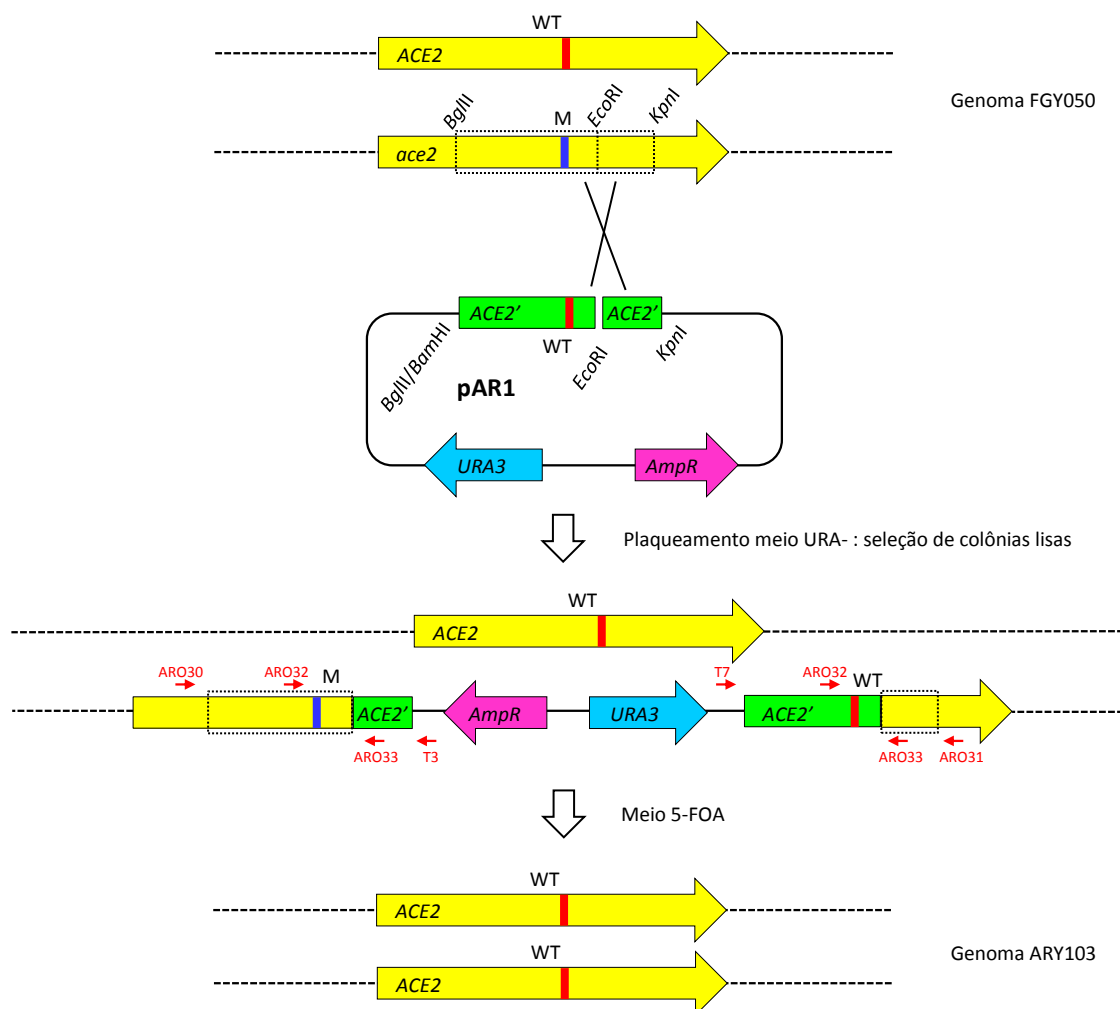 WT
ACE2
Genoma FGY050
BglII
M
EcoRI
KpnI
ace2
ACE2'
ACE2'
WT
BglII/BamHI
EcoRI
KpnI
pAR1
URA3
AmpR
Plaqueamento meio URA- : seleção de colônias lisas
WT
ACE2
ARO30
ARO32
M
T7
ARO32
WT
ACE2'
AmpR
URA3
ACE2'
ARO33
T3
ARO33
ARO31
Meio 5-FOA
WT
ACE2
WT
Genoma ARY103
ACE2